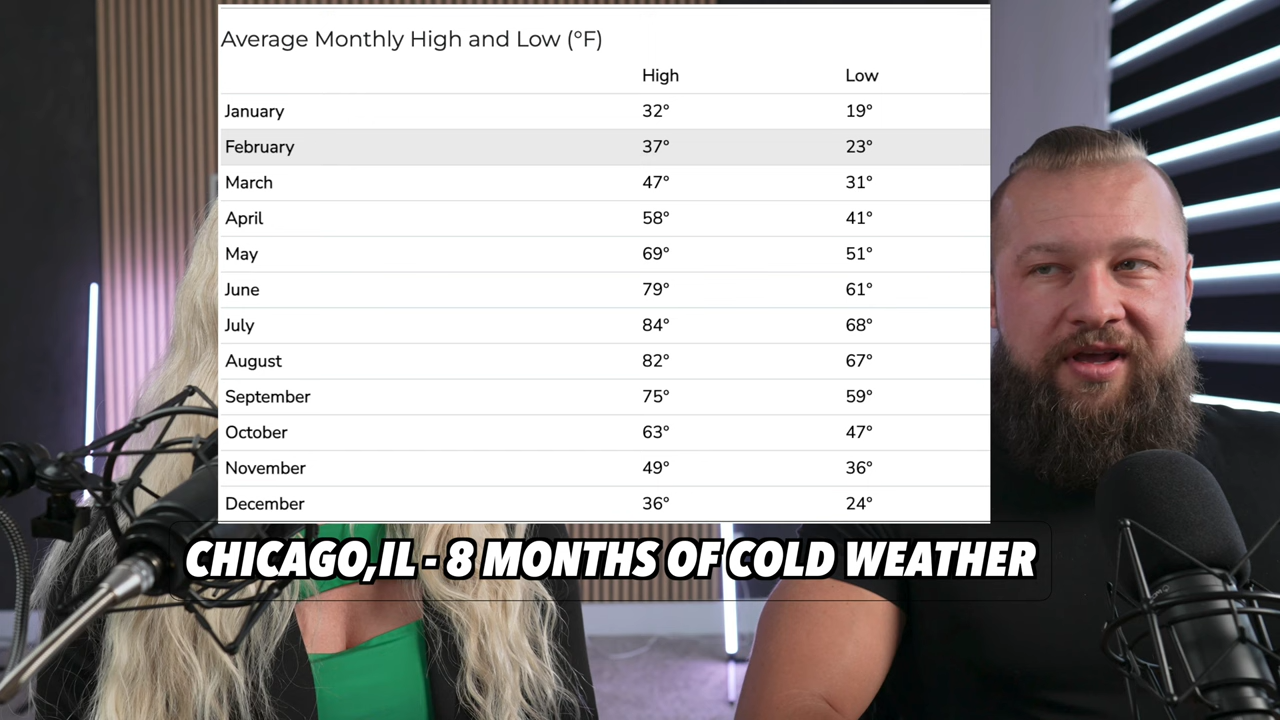 Average Monthly High and Low (°F)
High Low
January 32° 19°
February 37° 23°
March 47° 31°
April 58° 41°
May 69° 51°
June 79° 61°
July 84° 68°
August 82° 67°
September 75° 59°
October 63° 47°
November 49° 36°
December 36° 24°
CHICAGO,IL - 8 MONTHS OF COLD WEATHER